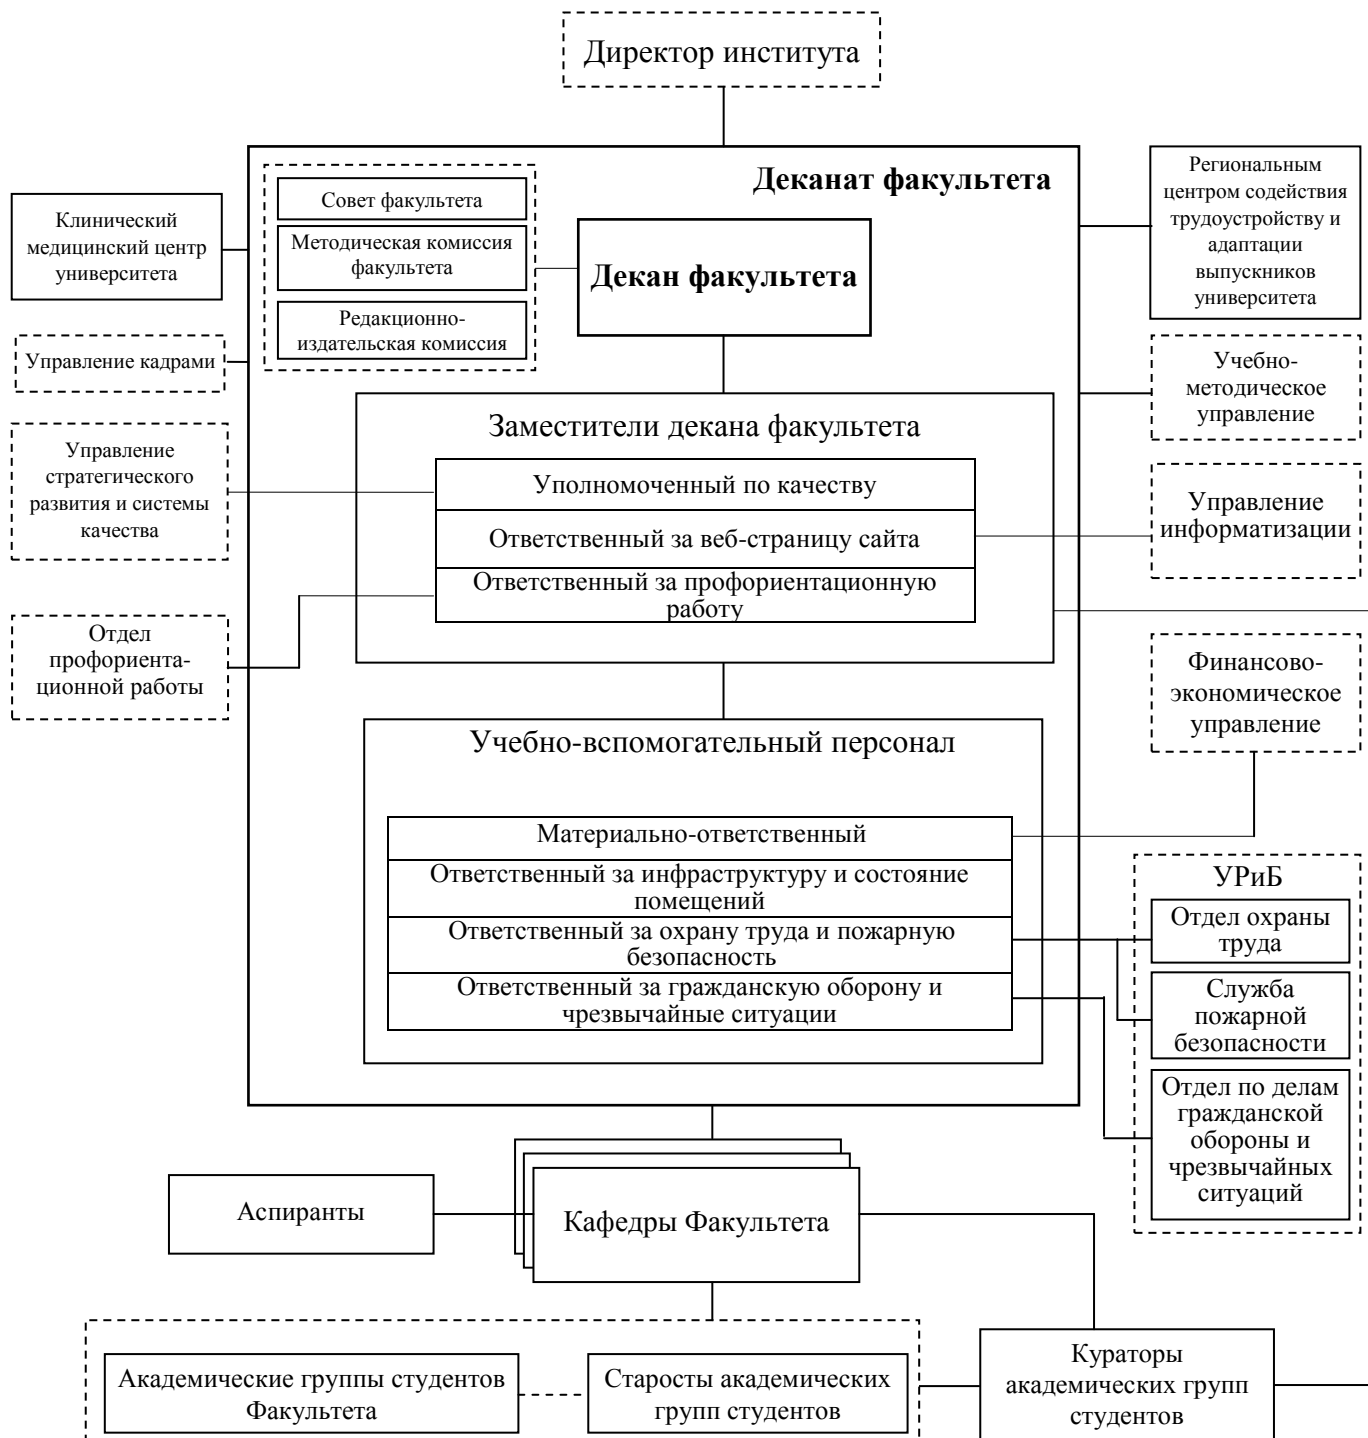 Директор института
Деканат факультета
Совет факультета
Методическая комиссия
факультета
Редакционно-
издательская комиссия
Декан факультета
Клинический
медицинский центр
университета
Управление кадрами
Управление
стратегического
развития и системы
качества
Отдел
профориента-
ционной работы
Региональным
центром содействия
трудоустройству и
адаптации
выпускников
университета
Учебно-
методическое
управление
Управление
информатизации
Финансово-
экономическое
управление
Заместители декана факультета
Уполномоченный по качеству
Ответственный за веб-страницу сайта
Ответственный за профориентационную
работу
Учебно-вспомогательный персонал
Материально-ответственный
Ответственный за инфраструктуру и состояние
помещений
Ответственный за охрану труда и пожарную
безопасность
Ответственный за гражданскую оборону и
чрезвычайные ситуации
УРиБ
Отдел охраны
труда
Служба
пожарной
безопасности
Отдел по делам
гражданской
обороны и
чрезвычайных
ситуаций
Аспиранты
Кафедры Факультета
Академические группы студентов
Факультета
Старосты академических
групп студентов
Кураторы
академических групп
студентов